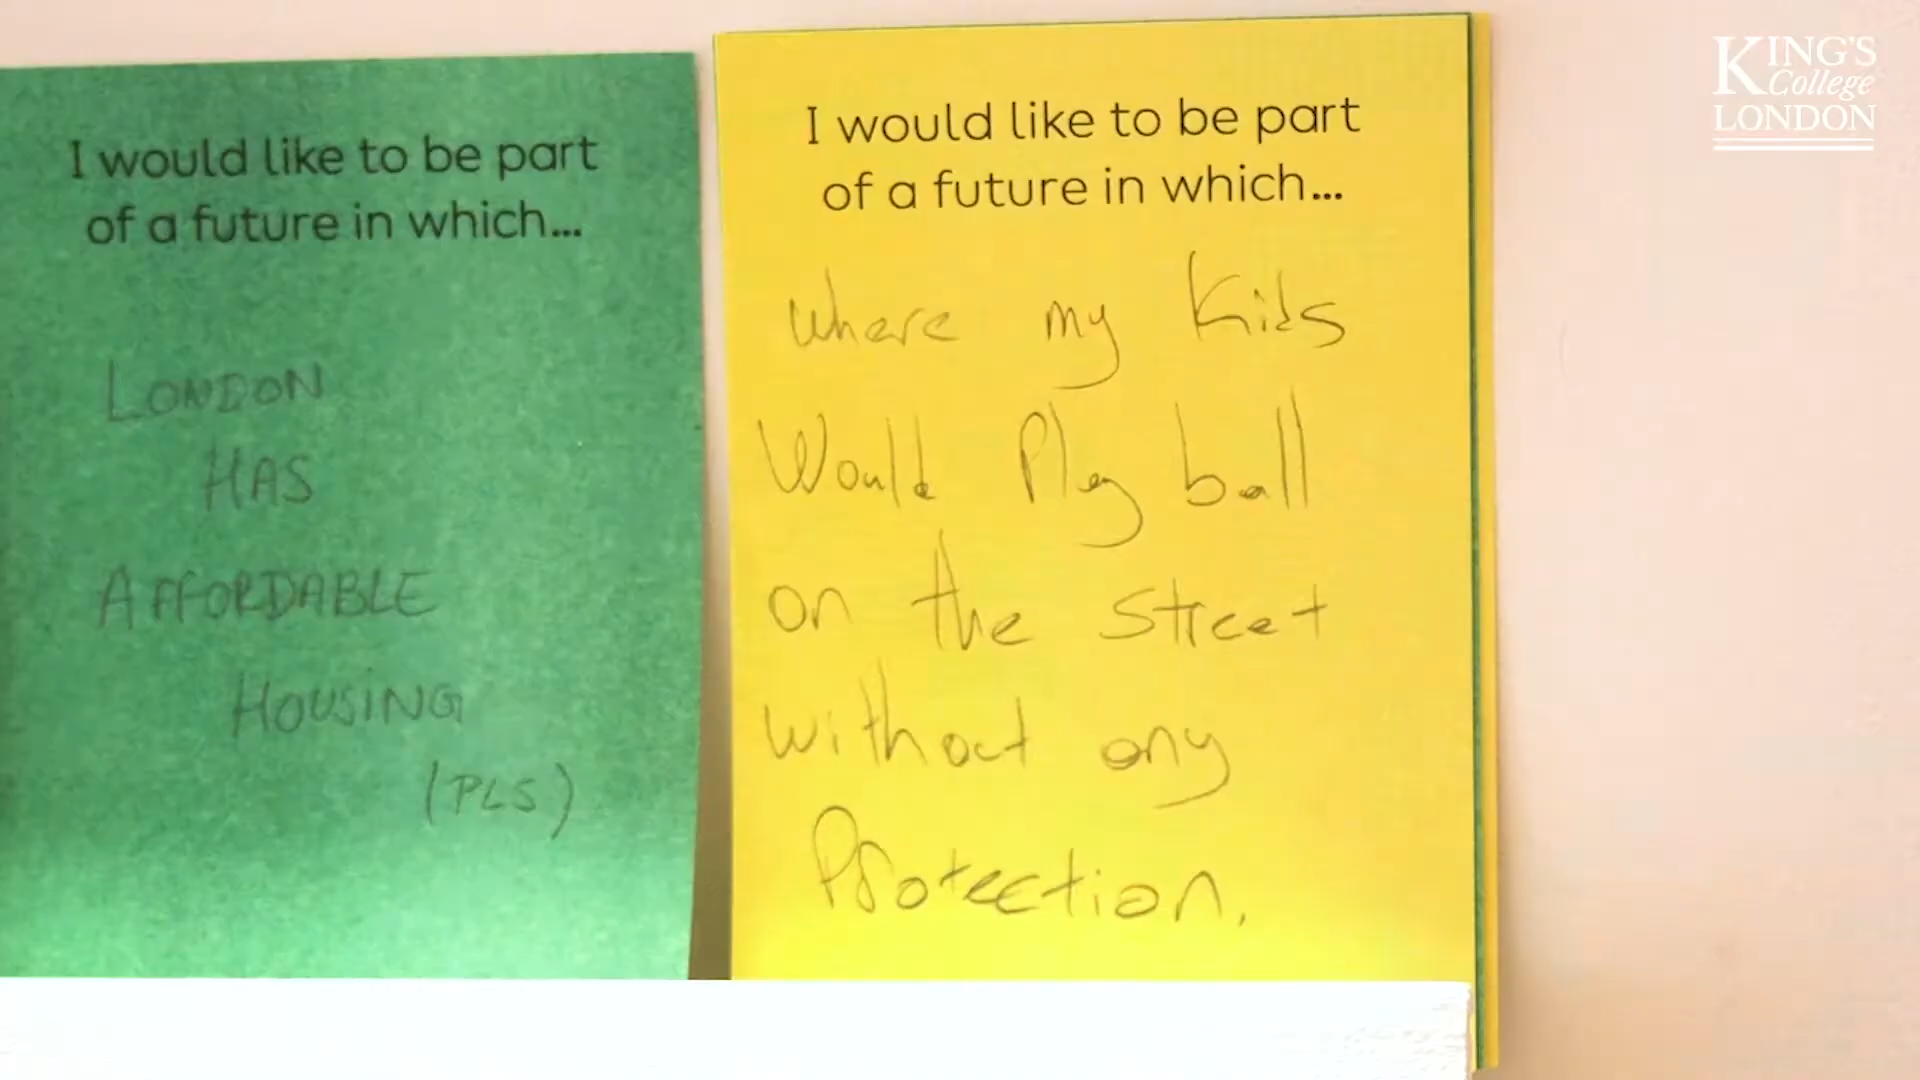 I would like to be part
of a future in which...
LONDON
HAS
AFFORDABLE
HOUSING
(PLS)
I would like to be part
of a future in which...
where my Kids
Would Play ball
on the street
without any
Protection.
KING'S
College
LONDON